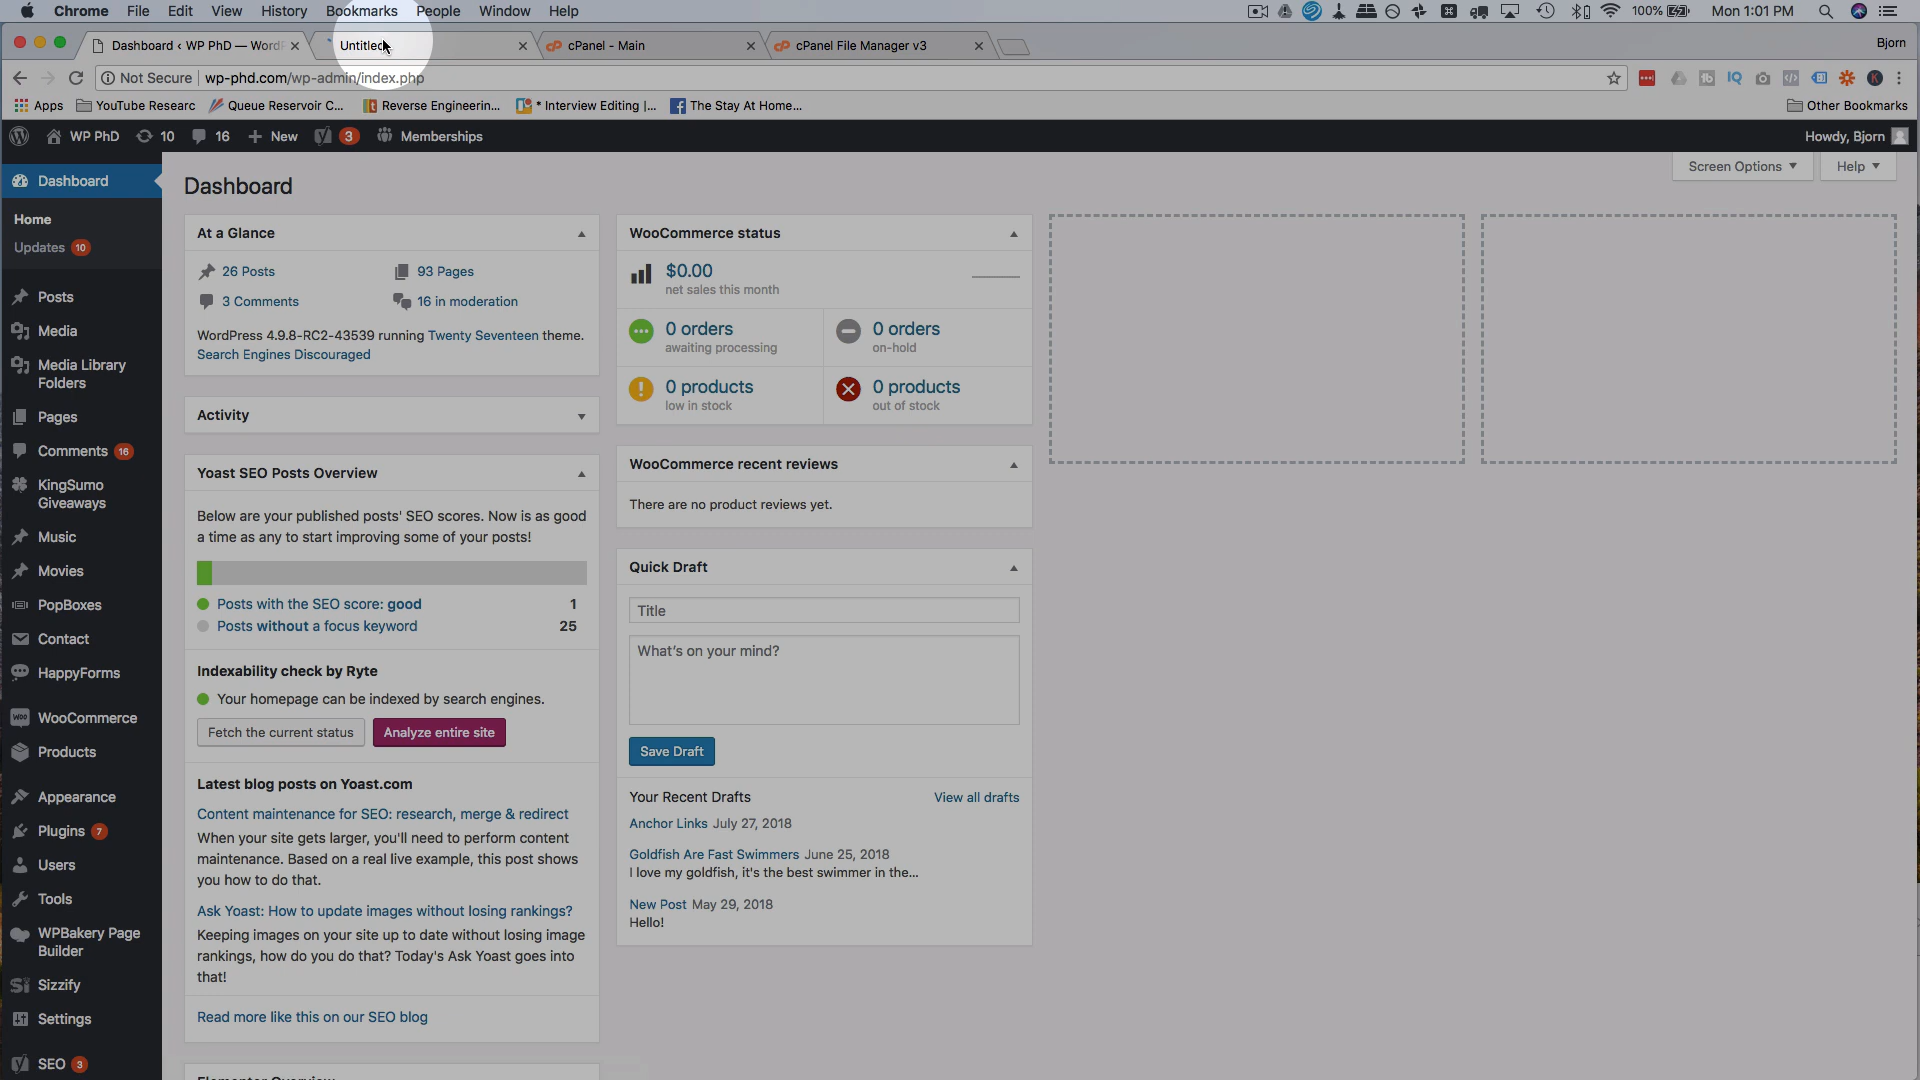 Chrome File Edit View History Bookmarks People Window Help 100% Mon 1:01 PM
Dashboard ‹ WP PhD — Word Untitled cPanel - Main cPanel File Manager v3 Bjorn
Not Secure wp-phd.com/wp-admin/index.php
Apps YouTube Researc Queue Reservoir C... Reverse Engineerin... * Interview Editing |... The Stay At Home... Other Bookmarks
WP PhD 10 16 New 3 Memberships Howdy, Bjorn
Dashboard
Home
Updates 10
Posts
Media
Media Library
Folders
Pages
Comments 16
KingSumo
Giveaways
Music
Movies
PopBoxes
Contact
HappyForms
WooCommerce
Products
Appearance
Plugins 7
Users
Tools
WPBakery Page
Builder
Sizzify
Settings
SEO 3
Screen Options Help
Dashboard
At a Glance
26 Posts 93 Pages
3 Comments 16 in moderation
WordPress 4.9.8-RC2-43539 running Twenty Seventeen theme.
Search Engines Discouraged
Activity
Yoast SEO Posts Overview
Below are your published posts' SEO scores. Now is as good
a time as any to start improving some of your posts!
Posts with the SEO score: good 1
Posts without a focus keyword 25
Indexability check by Ryte
Your homepage can be indexed by search engines.
Fetch the current status Analyze entire site
Latest blog posts on Yoast.com
Content maintenance for SEO: research, merge & redirect
When your site gets larger, you'll need to perform content
maintenance. Based on a real live example, this post shows
you how to do that.
Ask Yoast: How to update images without losing rankings?
Keeping images on your site up to date without losing image
rankings, how do you do that? Today's Ask Yoast goes into
that!
Read more like this on our SEO blog
WooCommerce status
$0.00
net sales this month
0 orders 0 orders
awaiting processing on-hold
0 products 0 products
low in stock out of stock
WooCommerce recent reviews
There are no product reviews yet.
Quick Draft
Title
What's on your mind?
Save Draft
Your Recent Drafts View all drafts
Anchor Links July 27, 2018
Goldfish Are Fast Swimmers June 25, 2018
I love my goldfish, it's the best swimmer in the...
New Post May 29, 2018
Hello!